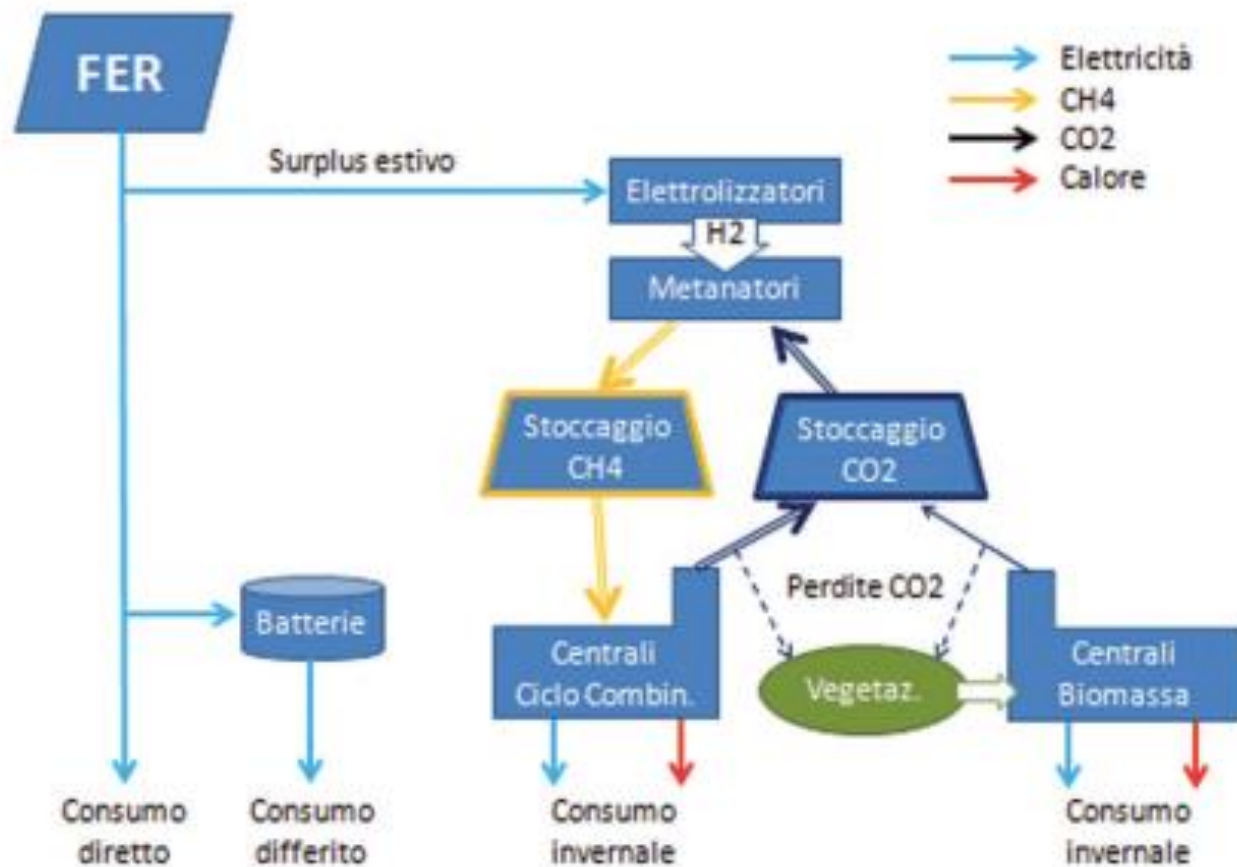 FER
Elettricità
CH4
CO2
Calore
Surplus estivo
Elettrolizzatori
H2
Metanatori
Stoccaggio
CH4
Stoccaggio
CO2
Perdite CO2
Batterie
Centrali
Ciclo Combin.
Vegetaz.
Centrali
Biomassa
Consumo
diretto
Consumo
differito
Consumo
invernale
Consumo
invernale